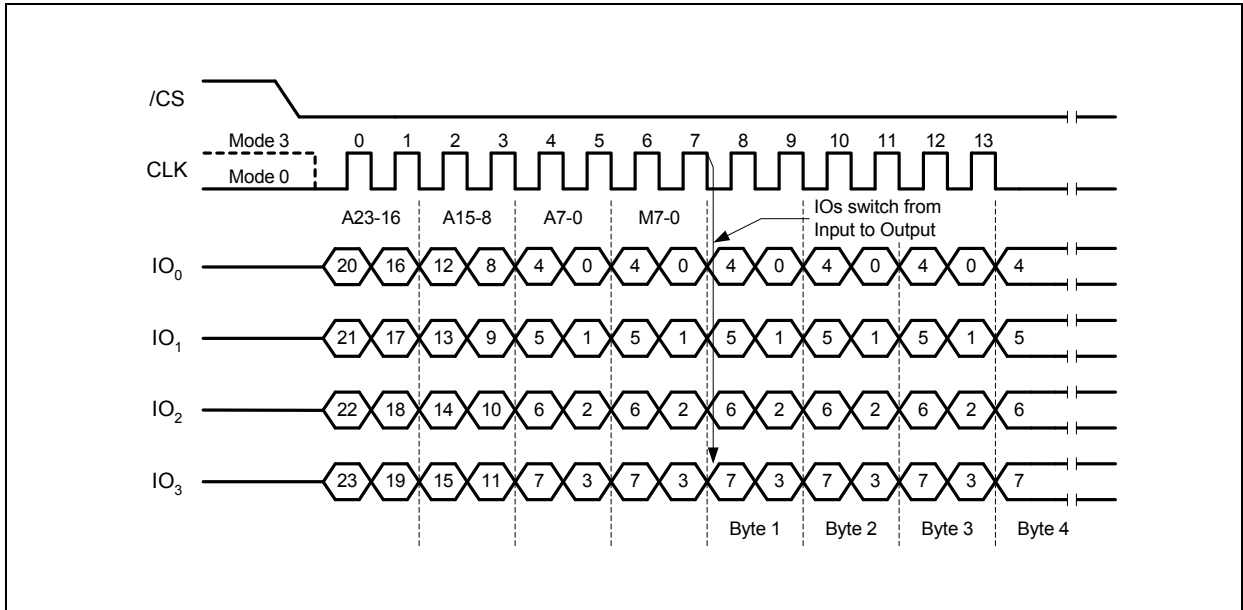 /CS
Mode 3 0 1 2 3 4 5 6 7 8 9 10 11 12 13
CLK
Mode 0
A23-16 A15-8 A7-0 M7-0 IOs switch from
Input to Output
IO0 20 16 12 8 4 0 4 0 4 0 4 0 4 0 4
IO1 21 17 13 9 5 1 5 1 5 1 5 1 5 1 5
IO2 22 18 14 10 6 2 6 2 6 2 6 2 6 2 6
IO3 23 19 15 11 7 3 7 3 7 3 7 3 7 3 7
Byte 1 Byte 2 Byte 3 Byte 4